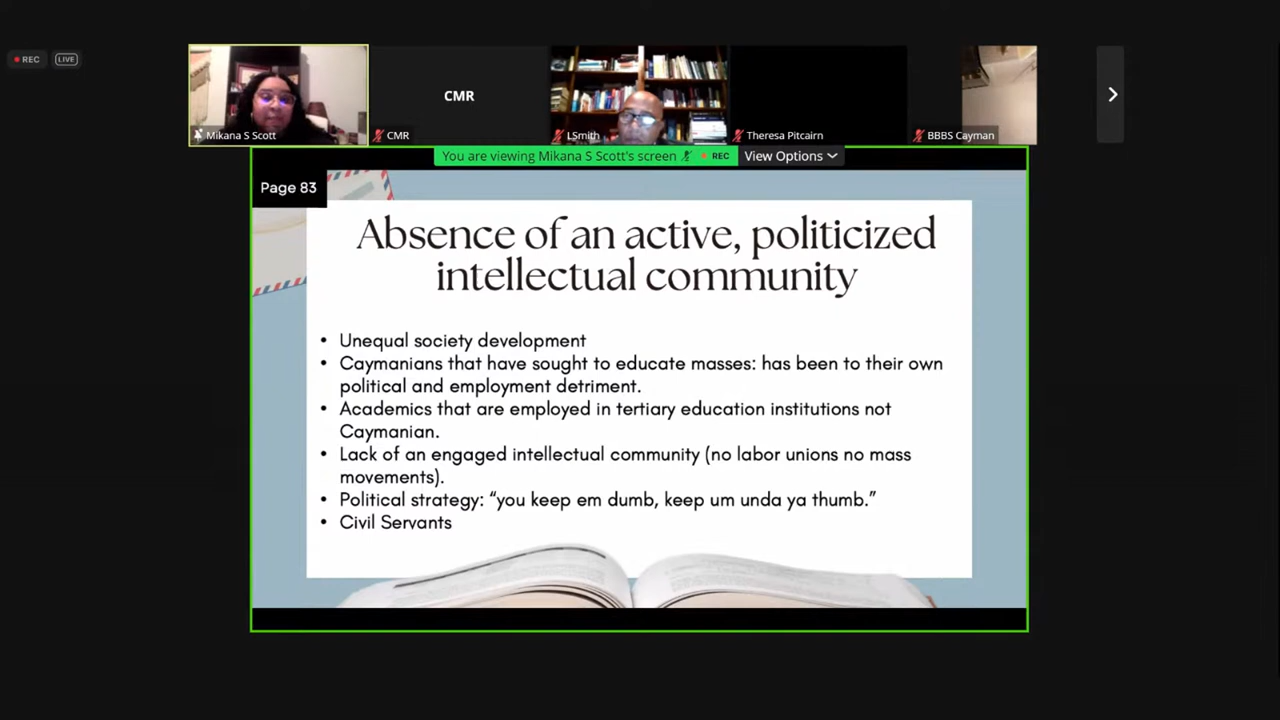 REC
LIVE
CMR
Mikana S Scott
CMR
LSmith
Theresa Pitcairn
BBBS Cayman
You are viewing Mikana S Scott's screen
REC
View Options
Page 83
Absence of an active, politicized
intellectual community
• Unequal society development
• Caymanians that have sought to educate masses: has been to their own
political and employment detriment.
• Academics that are employed in tertiary education institutions not
Caymanian.
• Lack of an engaged intellectual community (no labor unions no mass
movements).
• Political strategy: “you keep em dumb, keep um unda ya thumb.”
• Civil Servants